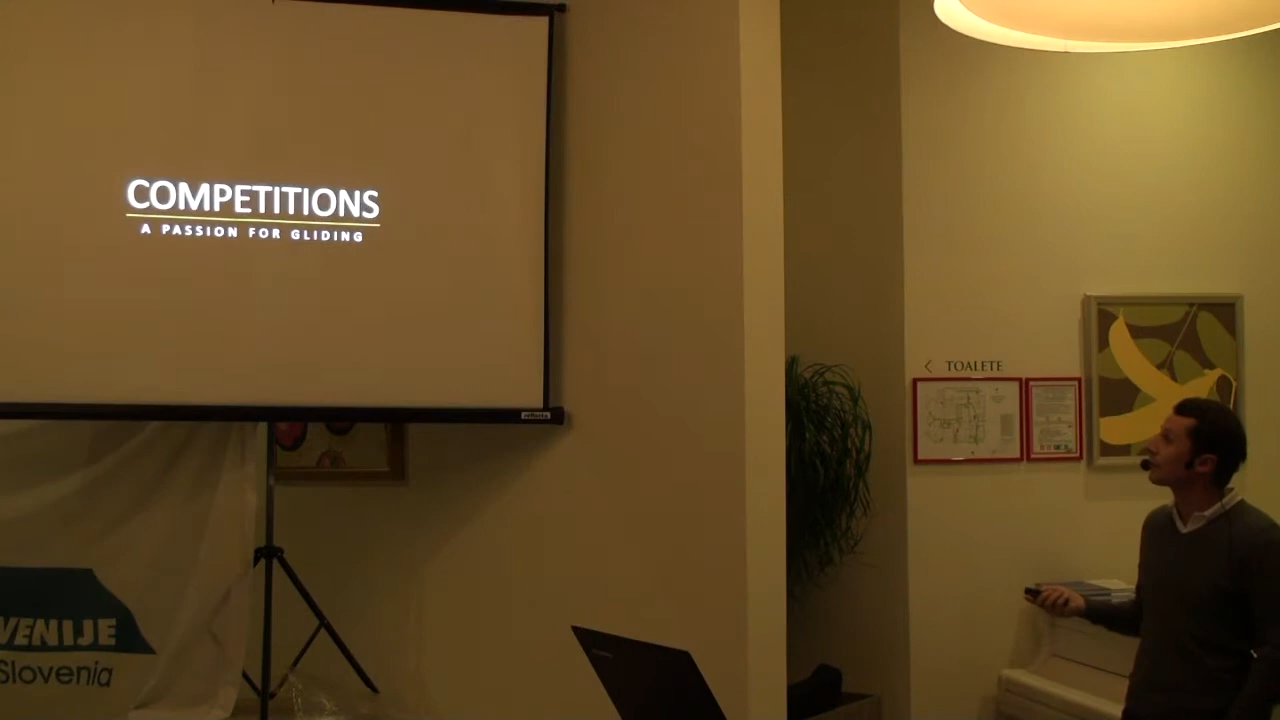 COMPETITIONS
A PASSION FOR GLIDING
< TOALETE
VENIJE
Slovenia